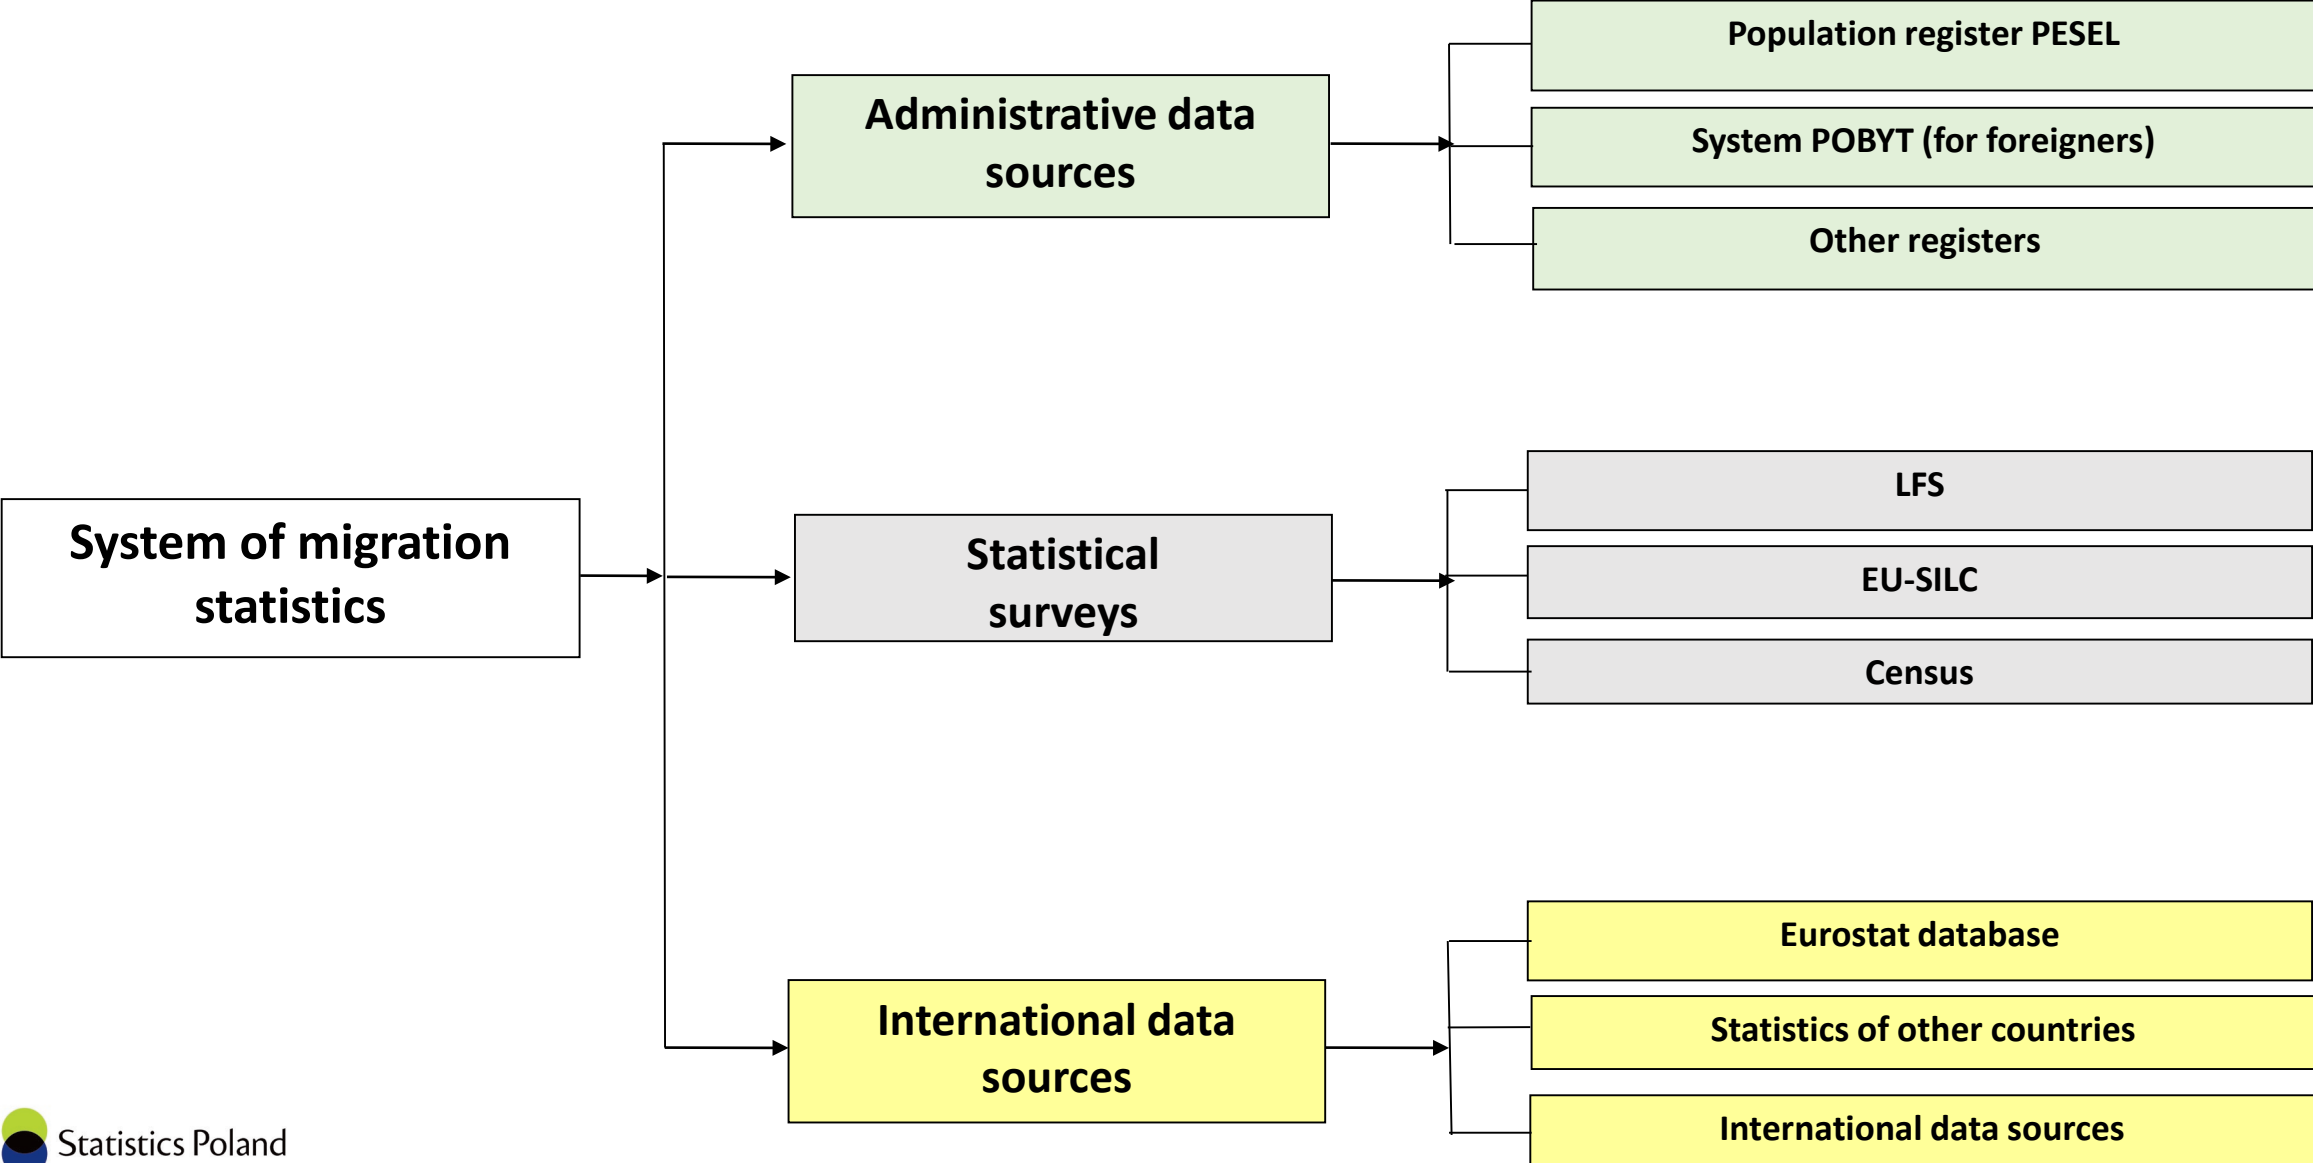 Population register PESEL
Administrative data
sources
System POBYT (for foreigners)
Other registers
System of migration
statistics
Statistical
surveys
LFS
EU-SILC
Census
International data
sources
Eurostat database
Statistics of other countries
International data sources
Statistics Poland